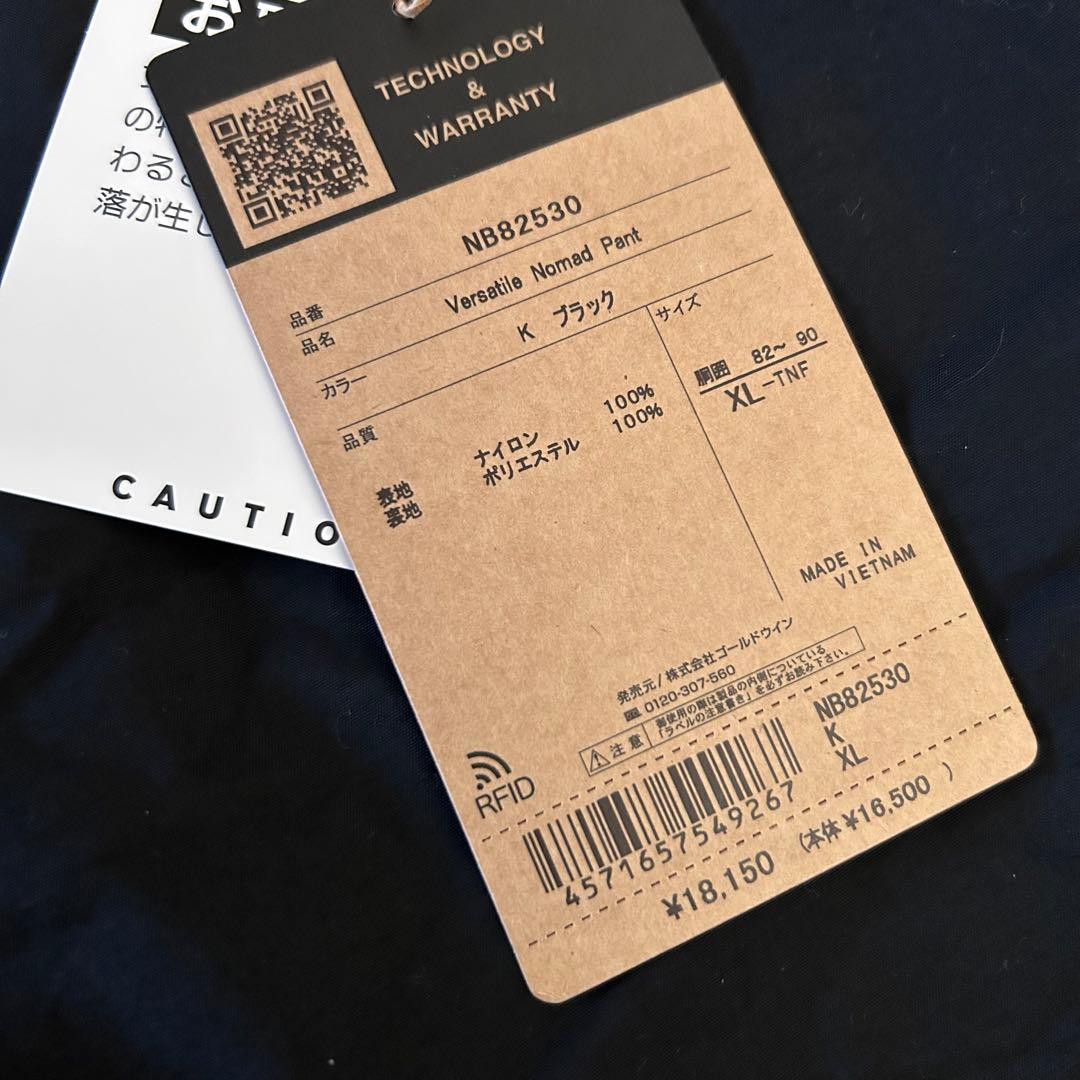 の
わる
落が生し
CAUTIO
TECHNOLOGY
&
WARRANTY
品番 NB82530
品名 Versatile Nomad Pant
カラー K ブラック
品質
表地 ナイロン 100%
裏地 ポリエステル 100%
サイズ
胴囲 82~ 90
XL-TNF
MADE IN
VIETNAM
発売元/株式会社ゴールドウイン
0120-307-560
注意
御使用の際は製品の内側についている
「ラベルの注意書き」を必ずお読み下さい。
RFID
NB82530
K
XL
4571657549267
¥18,150 (本体¥16,500 )